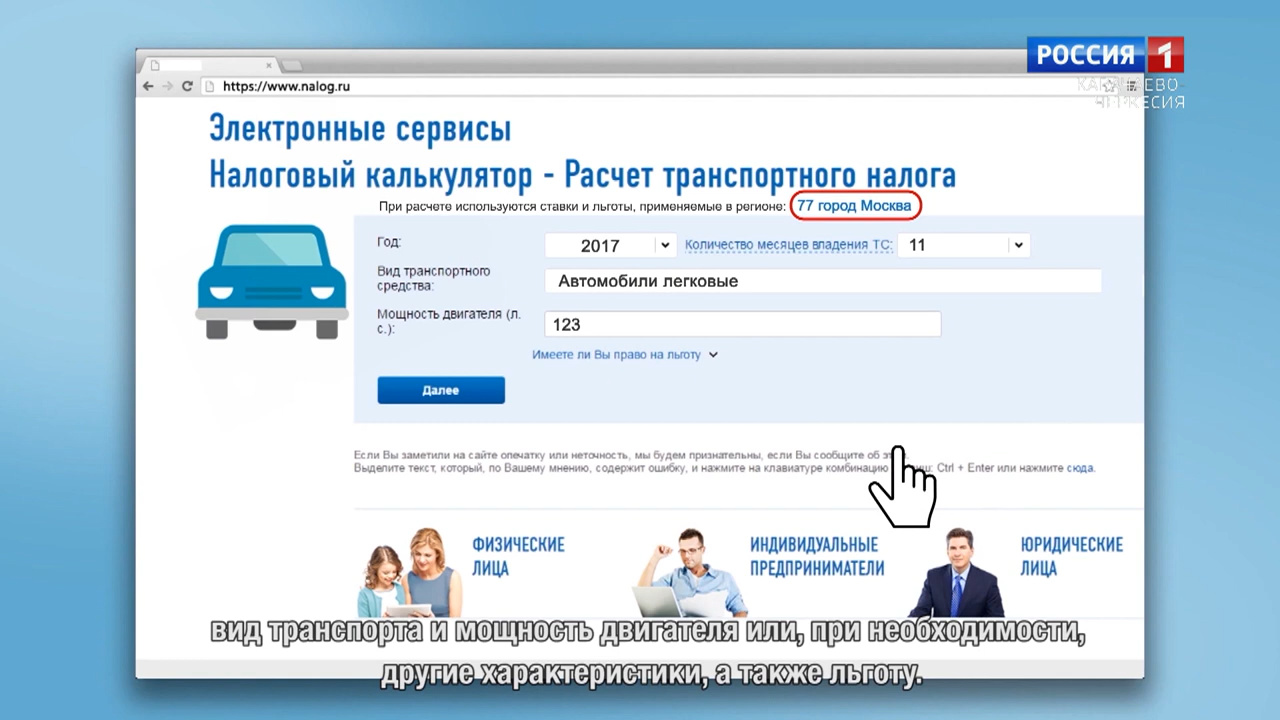 РОССИЯ 1
КАРАЧАЕВО-
ЧЕРКЕСИЯ
https://www.nalog.ru
Электронные сервисы
Налоговый калькулятор - Расчет транспортного налога
При расчете используются ставки и льготы, применяемые в регионе: 77 город Москва
Год: 2017 Количество месяцев владения ТС: 11
Вид транспортного
средства: Автомобили легковые
Мощность двигателя (л.
с.): 123
Имеете ли Вы право на льготу
Далее
Если Вы заметили на сайте опечатку или неточность, мы будем признательны, если Вы сообщите об
Выделите текст, который, по Вашему мнению, содержит ошибку, и нажмите на клавиатуре комбинацию Ctrl + Enter или нажмите сюда.
ФИЗИЧЕСКИЕ
ЛИЦА
ИНДИВИДУАЛЬНЫЕ
ПРЕДПРИНИМАТЕЛИ
ЮРИДИЧЕСКИЕ
ЛИЦА
вид транспорта и мощность двигателя или, при необходимости,
другие характеристики, а также льготу.